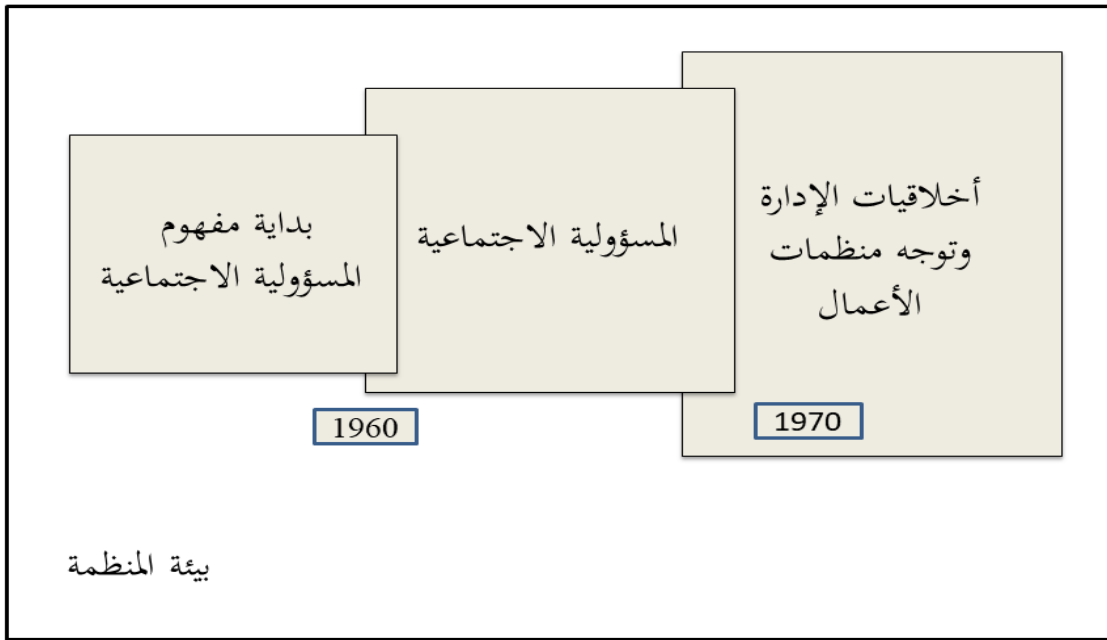 أخلاقيات الإدارة
وتوجه منظمات
الأعمال
المسؤولية الاجتماعية
بداية مفهوم
المسؤولية الاجتماعية
1970
1960
بيئة المنظمة